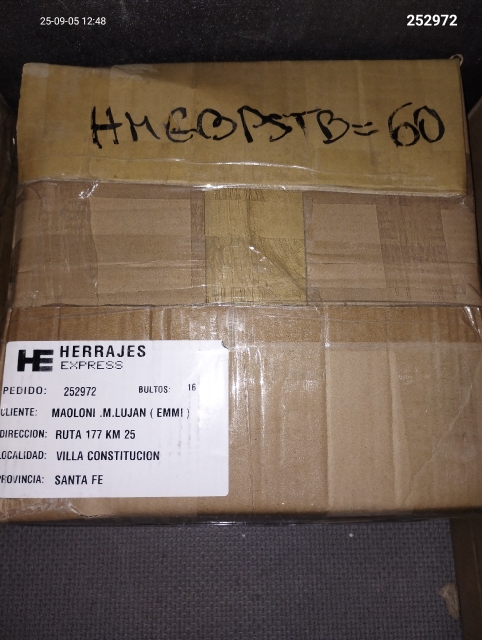 25-09-05 12:48
252972
HMEBPSTB=60
HE HERRAJES
EXPRESS
PEDIDO: 252972 BULTOS: 16
CLIENTE: MAOLONI .M.LUJAN ( EMMI )
DIRECCION: RUTA 177 KM 25
LOCALIDAD: VILLA CONSTITUCION
PROVINCIA: SANTA FE